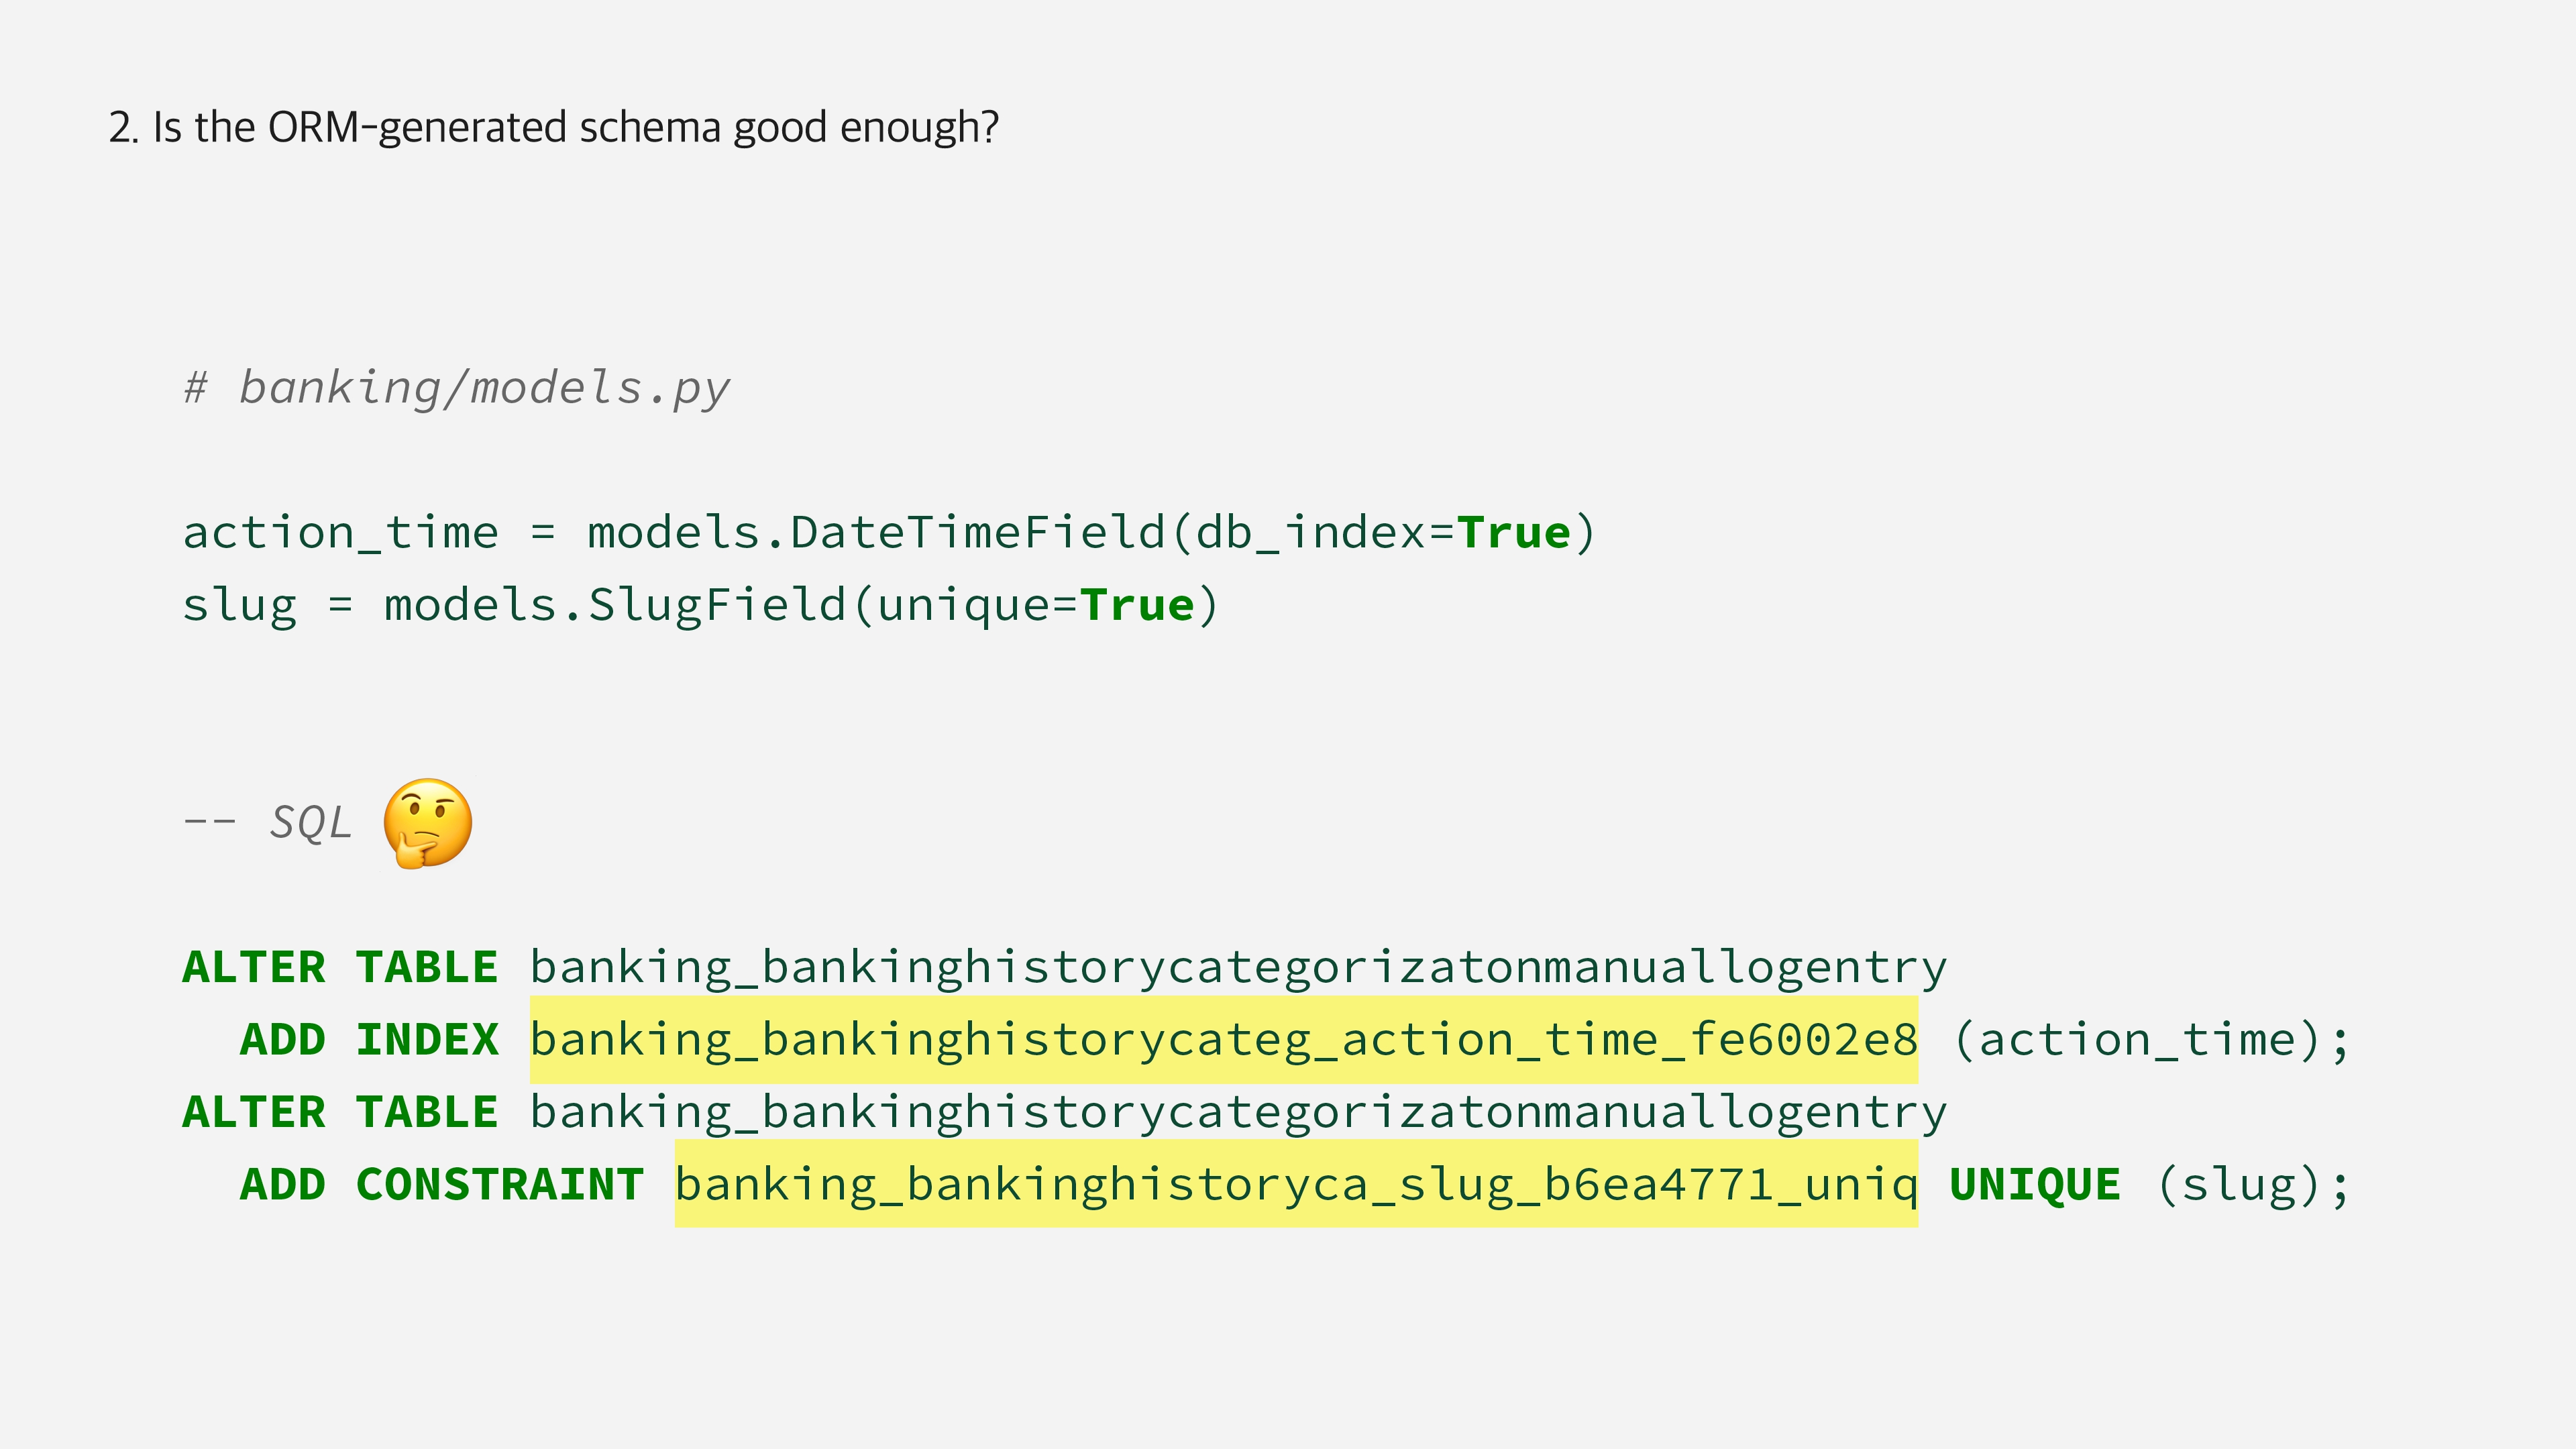 2. Is the ORM-generated schema good enough?
# banking/models.py
action_time = models.DateTimeField(db_index=True)
slug = models.SlugField(unique=True)
-- SQL 🤔
ALTER TABLE banking_bankinghistorycategorizatonmanuallogentry
ADD INDEX banking_bankinghistorycateg_action_time_fe6002e8 (action_time);
ALTER TABLE banking_bankinghistorycategorizatonmanuallogentry
ADD CONSTRAINT banking_bankinghistoryca_slug_b6ea4771_uniq UNIQUE (slug);